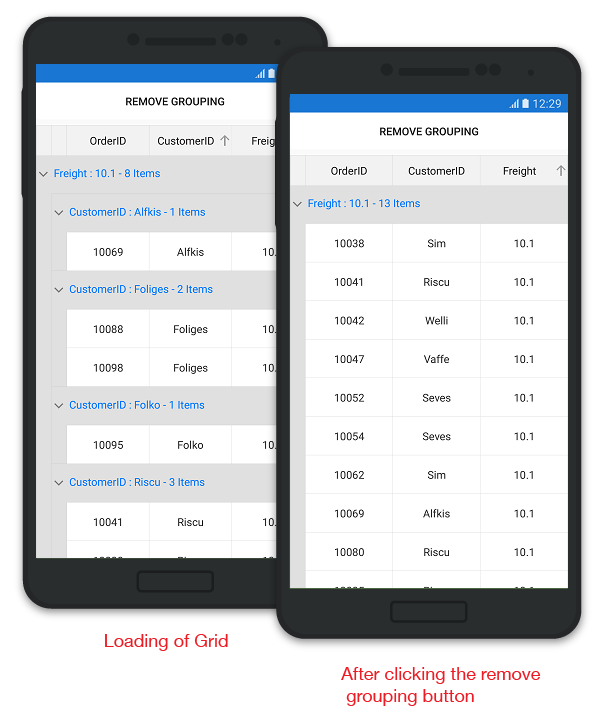 REMOVE GROUPING
OrderID CustomerID Freig
Freight : 10.1 - 8 Items
CustomerID : Alfkis - 1 Items
10069 Alfkis 10.
CustomerID : Foliges - 2 Items
10088 Foliges 10.
10098 Foliges 10.
CustomerID : Folko - 1 Items
10095 Folko 10.
CustomerID : Riscu - 3 Items
10041 Riscu 10.
Loading of Grid
12:29
REMOVE GROUPING
OrderID CustomerID Freight
Freight : 10.1 - 13 Items
10038 Sim 10.1
10041 Riscu 10.1
10042 Welli 10.1
10047 Vaffe 10.1
10052 Seves 10.1
10054 Seves 10.1
10062 Sim 10.1
10069 Alfkis 10.1
10080 Riscu 10.1
After clicking the remove
grouping button